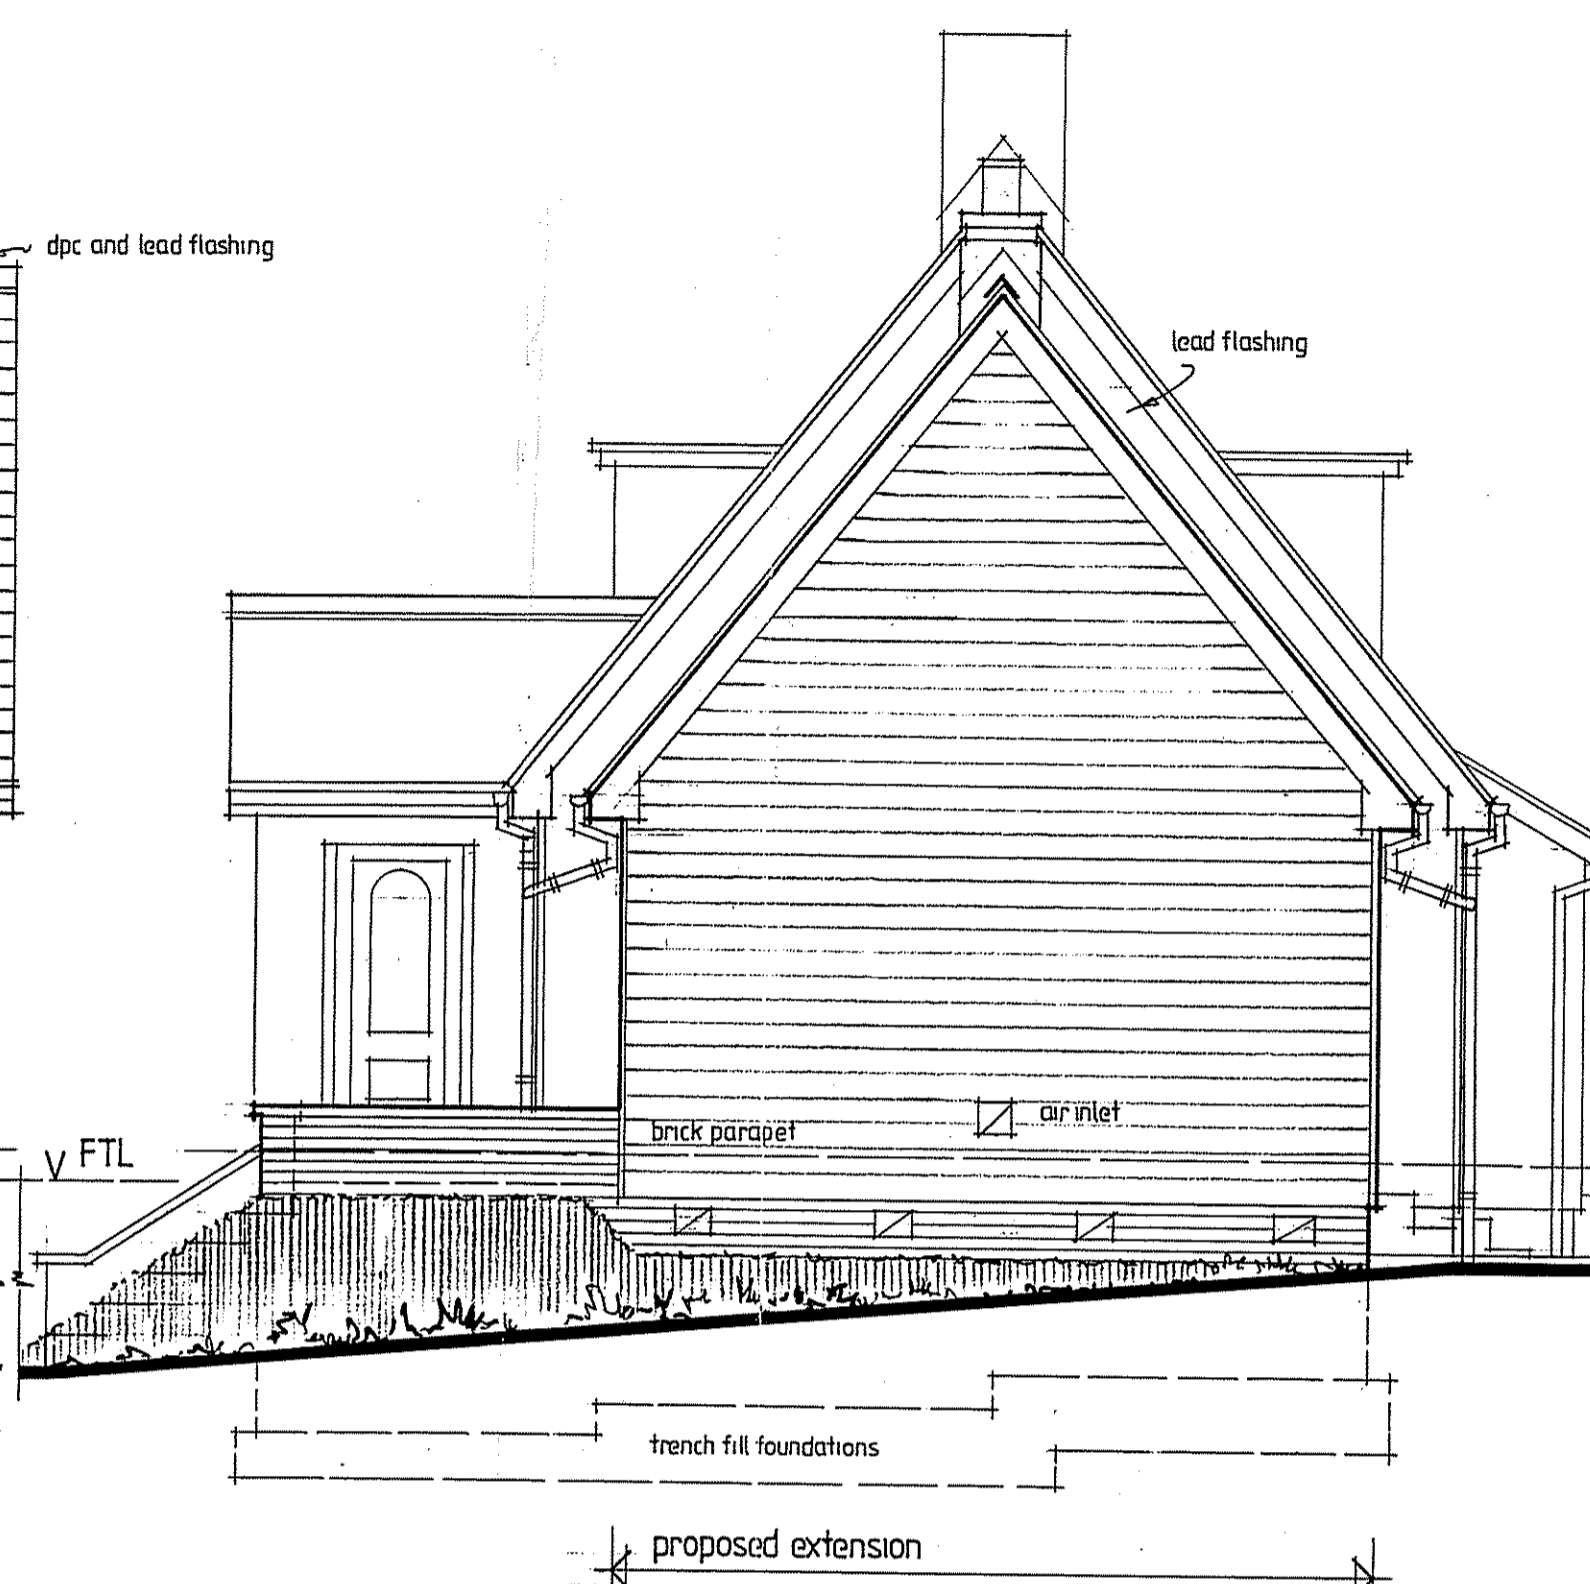 dpc and lead flashing
lead flashing
air inlet
brick parapet
FTL
trench fill foundations
proposed extension